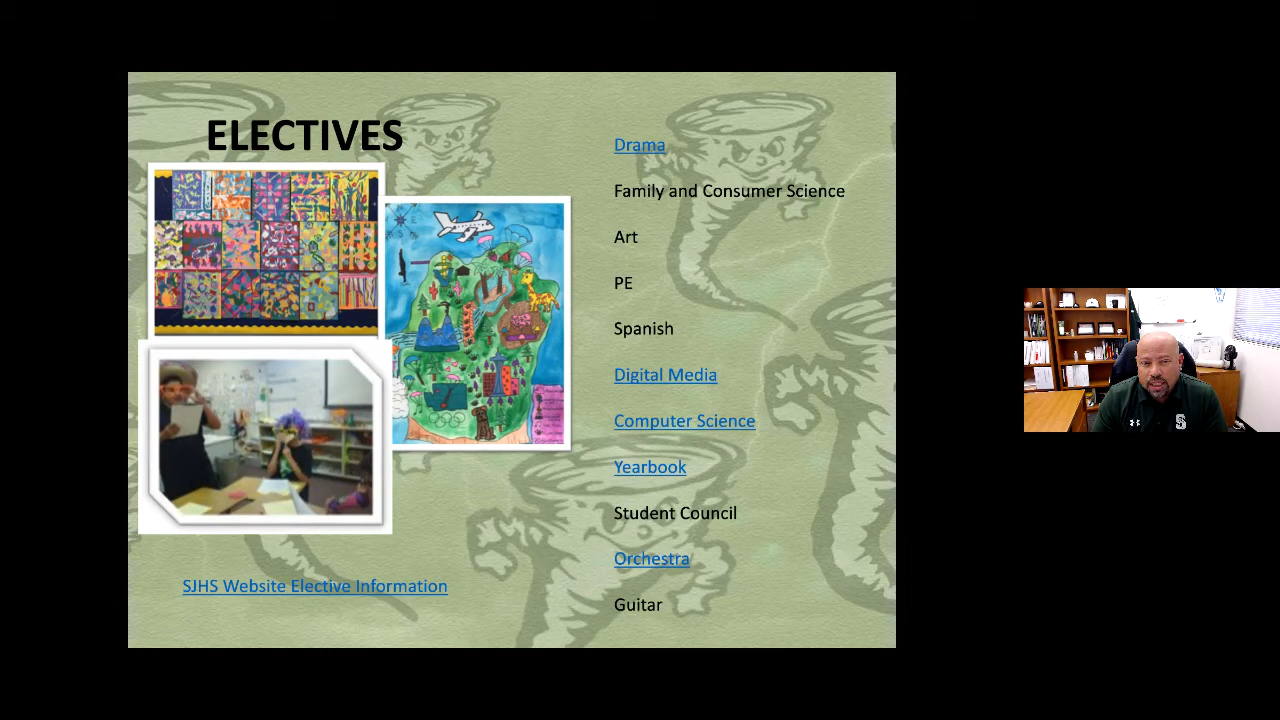 ELECTIVES
Drama
Family and Consumer Science
Art
PE
Spanish
Digital Media
Computer Science
Yearbook
Student Council
Orchestra
Guitar
SJHS Website Elective Information
S